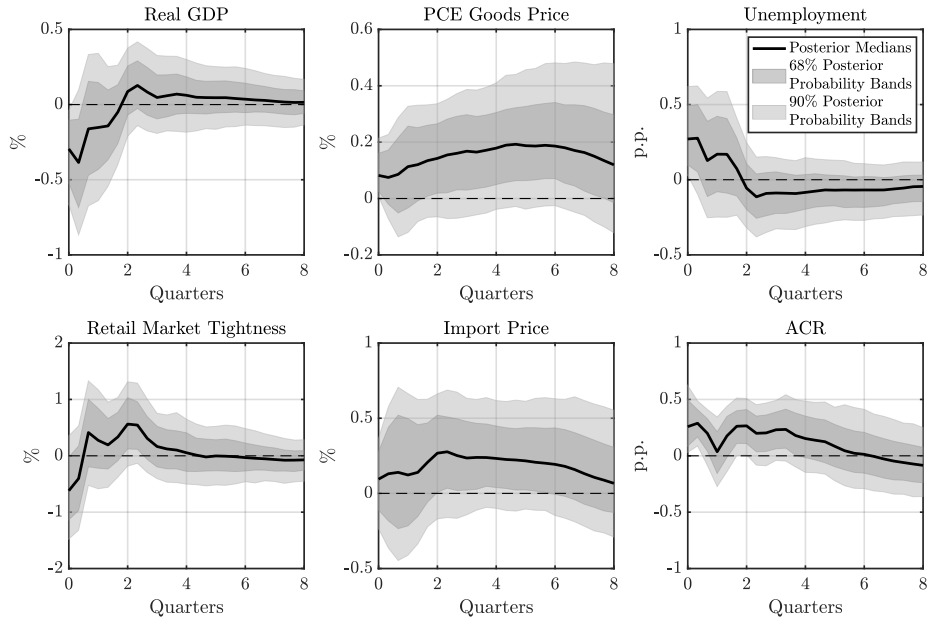 Real GDP
0.5
0
-0.5
-1
%
0 2 4 6 8
Quarters
PCE Goods Price
0.6
0.4
0.2
0
-0.2
%
0 2 4 6 8
Quarters
Unemployment
1
0.5
0
-0.5
p.p.
Posterior Medians
68% Posterior
Probability Bands
90% Posterior
Probability Bands
0 2 4 6 8
Quarters
Retail Market Tightness
2
1
0
-1
-2
%
0 2 4 6 8
Quarters
Import Price
1
0.5
0
-0.5
%
0 2 4 6 8
Quarters
ACR
1
0.5
0
-0.5
-1
p.p.
0 2 4 6 8
Quarters